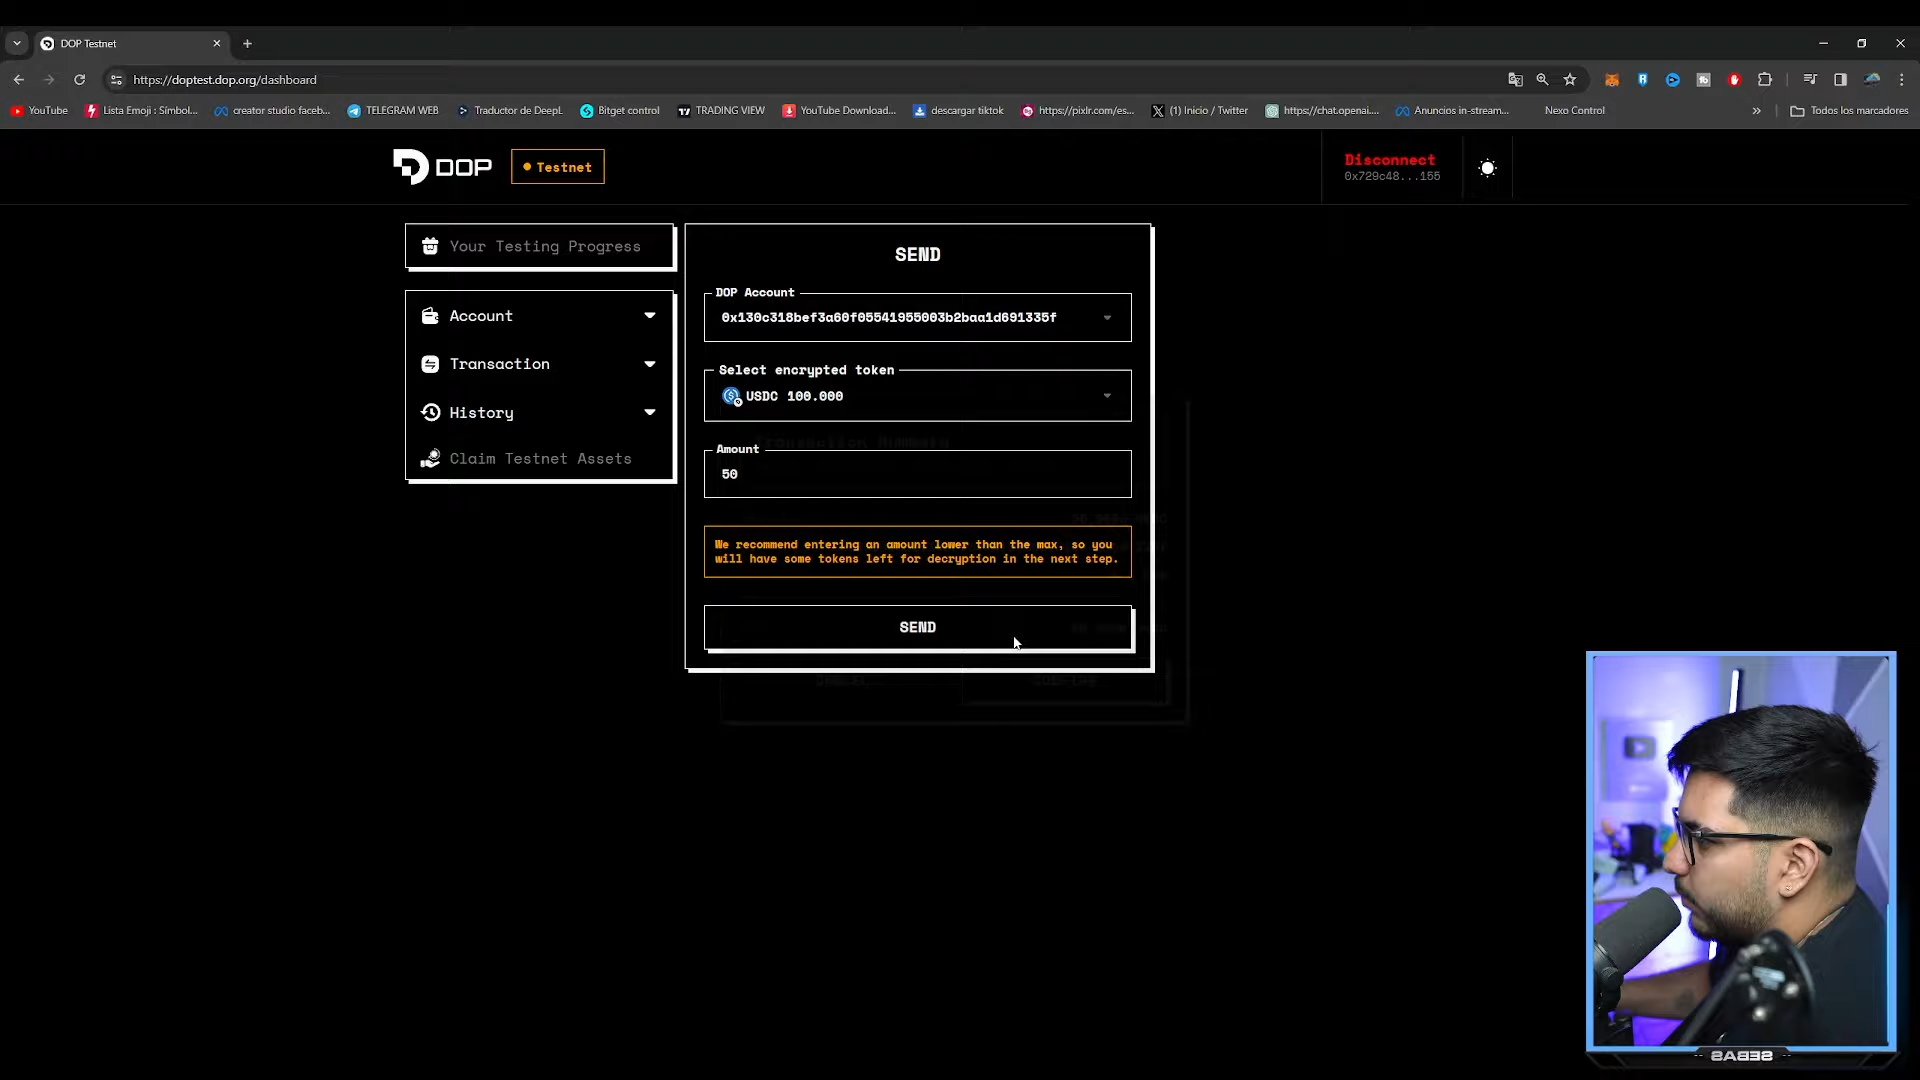 DOP Testnet
https://doptest.dop.org/dashboard
YouTube
Lista Emoji : Símbol...
creator studio faceb...
TELEGRAM WEB
Traductor de DeepL
Bitget control
TRADING VIEW
YouTube Download...
descargar tiktok
https://pixlr.com/es...
(1) Inicio / Twitter
https://chat.openai....
Anuncios in-stream...
Nexo Control
Todos los marcadores
DOP
Testnet
Disconnect
0x729c48...155
Your Testing Progress
Account
Transaction
History
Claim Testnet Assets
SEND
DOP Account
0x130c318bef3a60f05541955003b2baa1d691335f
Select encrypted token
USDC 100.000
Amount
50
We recommend entering an amount lower than the max, so you
will have some tokens left for decryption in the next step.
SEND
SEBAS